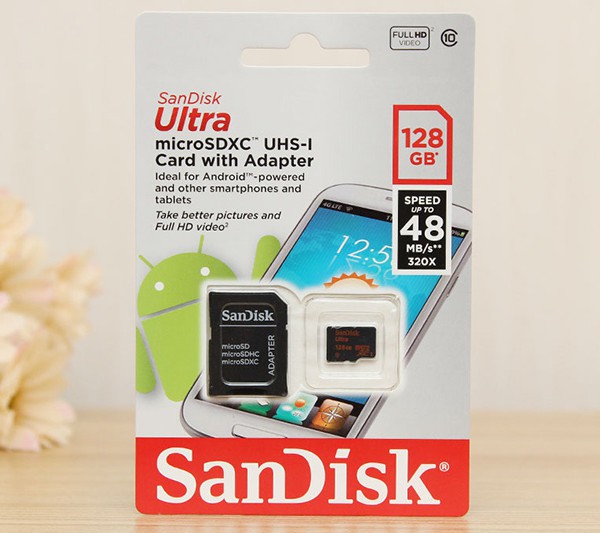 FULL HD 2
VIDEO
10
SanDisk
Ultra
microSDXC™ UHS-I
Card with Adapter
Ideal for Android™-powered
and other smartphones and
tablets
Take better pictures and
Full HD video2
128
GB*
SPEED
UP TO
48
MB/s**
320X
4G LTE
12:5
SanDisk
microSD
microSDHC
microSDXC
ADAPTER
SanDisk
Ultra
128GB
SanDisk®